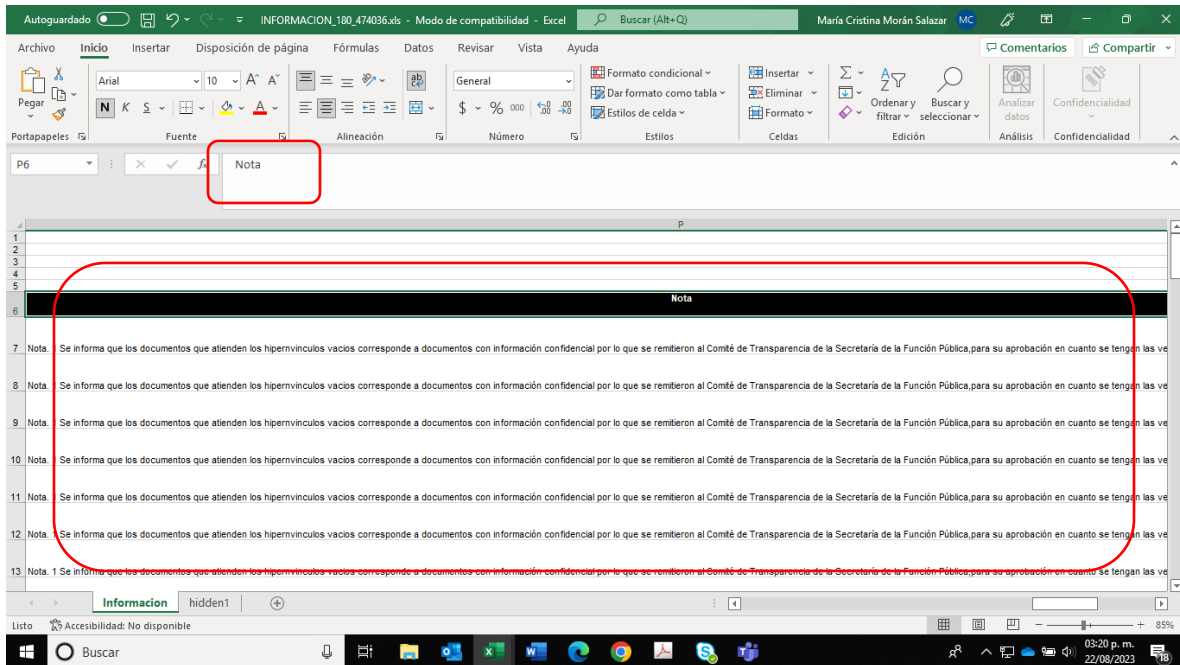 Autoguardado INFORMACION_180_474036.xls - Modo de compatibilidad - Excel Buscar (Alt+Q) María Cristina Morán Salazar MC
Archivo Inicio Insertar Disposición de página Fórmulas Datos Revisar Vista Ayuda Comentarios Compartir
Pegar Arial 10 General Formato condicional Dar formato como tabla Estilos de celda Insertar Eliminar Formato Ordenar y filtrar Buscar y seleccionar Analizar datos Confidencialidad
Portapapeles Fuente Alineación Número Estilos Celdas Edición Análisis Confidencialidad
P6 fx Nota
P
1
2
3
4
5
6 Nota
7 Nota. 1 Se informa que los documentos que atienden los hipernvinculos vacios corresponde a documentos con información confidencial por lo que se remitieron al Comité de Transparencia de la Secretaría de la Función Pública,para su aprobación en cuanto se tengan las ve
8 Nota. 1 Se informa que los documentos que atienden los hipernvinculos vacios corresponde a documentos con información confidencial por lo que se remitieron al Comité de Transparencia de la Secretaría de la Función Pública,para su aprobación en cuanto se tengan las ve
9 Nota. 1 Se informa que los documentos que atienden los hipernvinculos vacios corresponde a documentos con información confidencial por lo que se remitieron al Comité de Transparencia de la Secretaría de la Función Pública,para su aprobación en cuanto se tengan las ve
10 Nota. 1 Se informa que los documentos que atienden los hipernvinculos vacios corresponde a documentos con información confidencial por lo que se remitieron al Comité de Transparencia de la Secretaría de la Función Pública,para su aprobación en cuanto se tengan las ve
11 Nota. 1 Se informa que los documentos que atienden los hipernvinculos vacios corresponde a documentos con información confidencial por lo que se remitieron al Comité de Transparencia de la Secretaría de la Función Pública,para su aprobación en cuanto se tengan las ve
12 Nota. 1 Se informa que los documentos que atienden los hipernvinculos vacios corresponde a documentos con información confidencial por lo que se remitieron al Comité de Transparencia de la Secretaría de la Función Pública,para su aprobación en cuanto se tengan las ve
13 Nota. 1 Se informa que los documentos que atienden los hipernvinculos vacios corresponde a documentos con información confidencial por lo que se remitieron al Comité de Transparencia de la Secretaría de la Función Pública,para su aprobación en cuanto se tengan las ve
Informacion hidden1
Listo Accesibilidad: No disponible 85%
Buscar 03:20 p. m.
22/08/2023 18